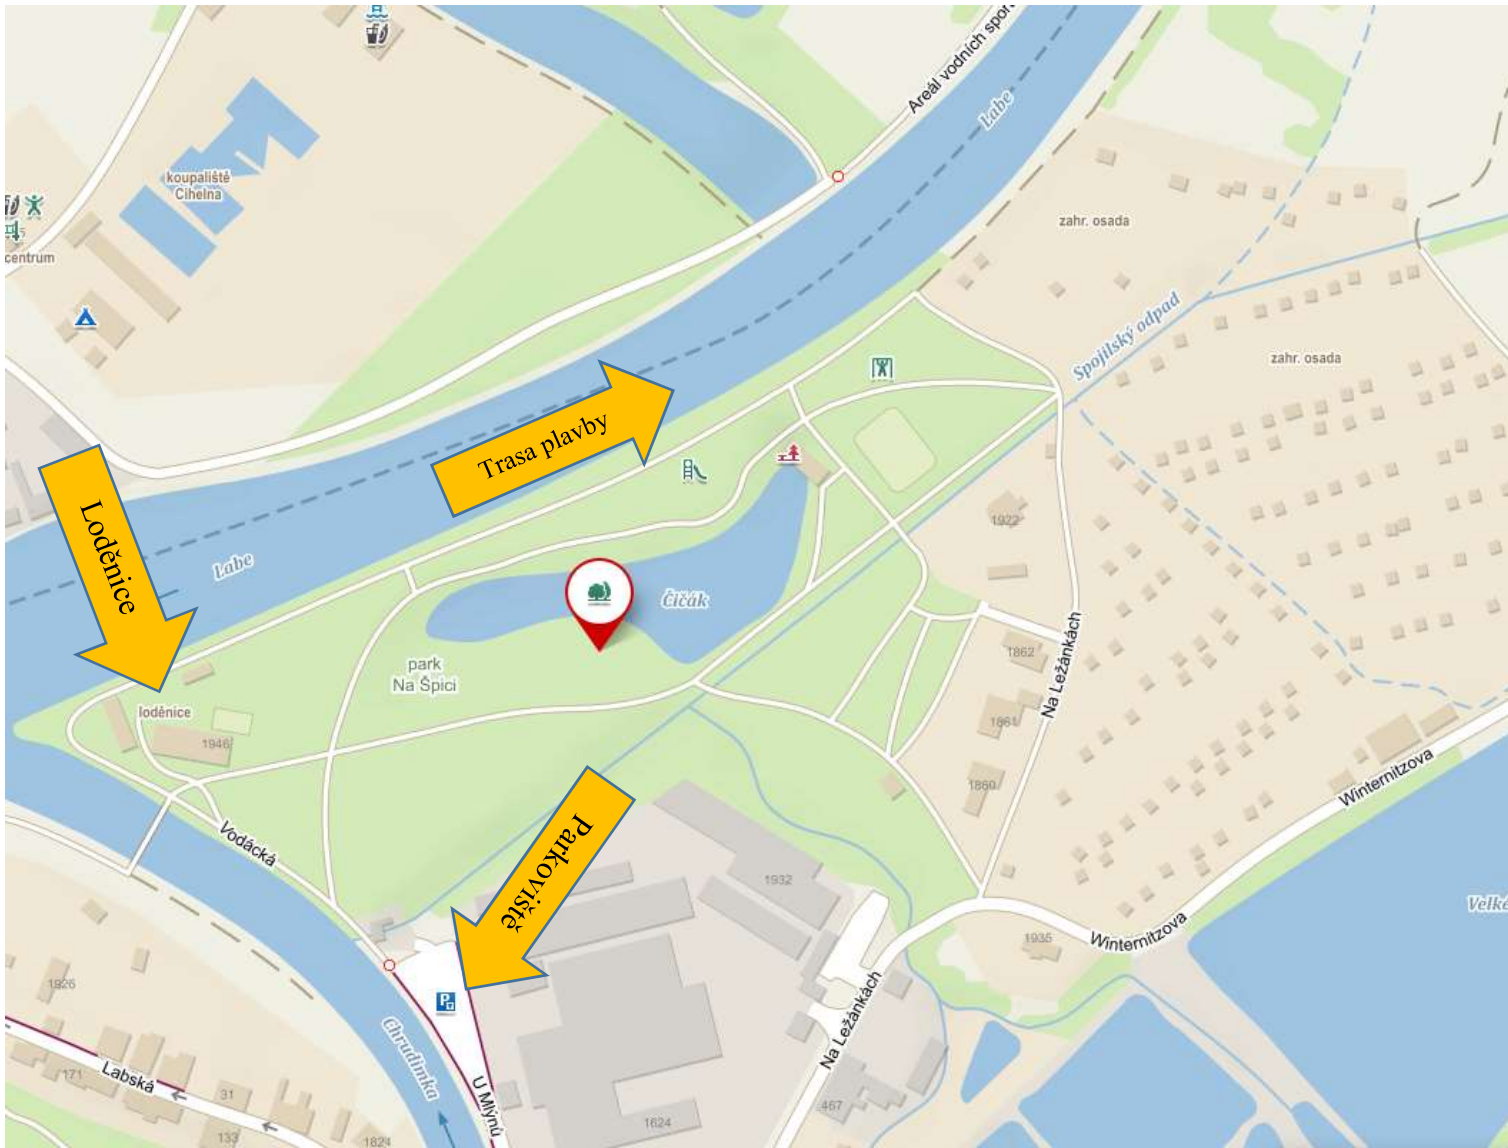 Areál vodních spor
Labe
koupaliště
Cihelna
centrum
zahr. osada
Spojilský odpad
zahr. osada
Trasa plavby
Loděnice
Labe
1922
Čičák
park
Na Špici
1862
Na Ležánkách
1861
loděnice
1946
1860
Winternitzova
Vodácká
Parkoviště
1932
Velké
1935
Winternitzova
1926
P
Na Ležánkách
Chrudimka
Labská
171
31
U Mlýnů
467
133
1824
1624